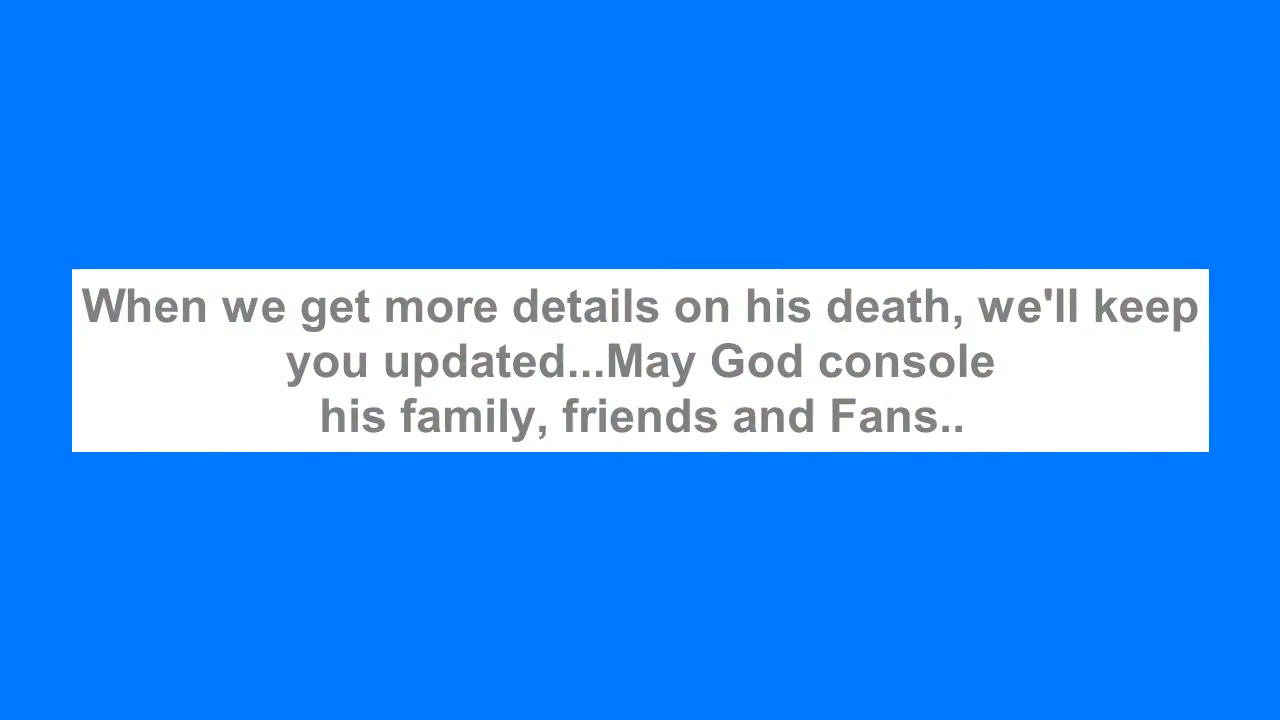 When we get more details on his death, we'll keep
you updated...May God console
his family, friends and Fans..